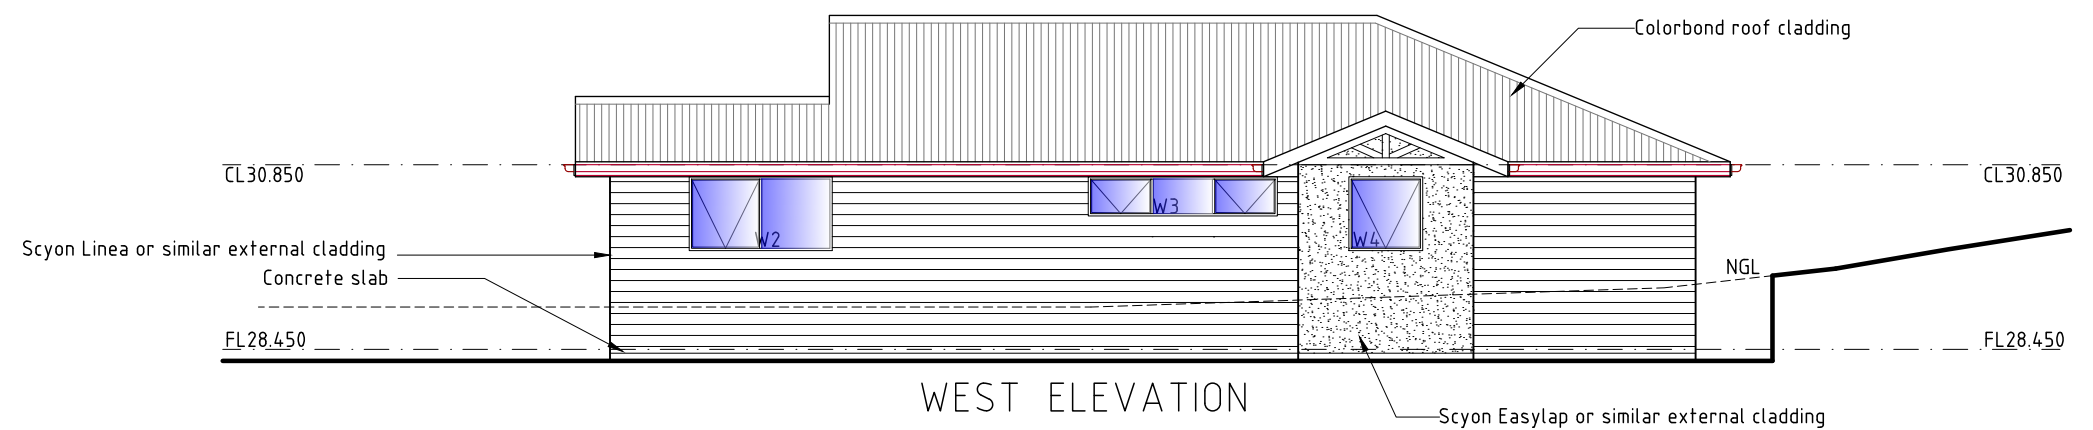 Colorbond roof cladding
CL30.850
CL30.850
W3
W2
W4
Scyon Linea or similar external cladding
NGL
Concrete slab
FL28.450
FL28.450
WEST ELEVATION
Scyon Easylap or similar external cladding